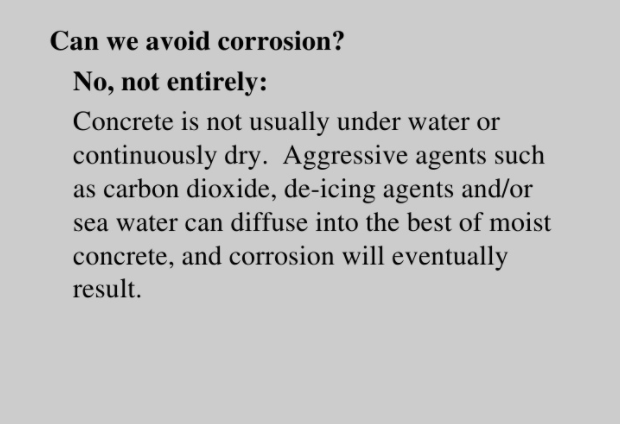 Can we avoid corrosion?
No, not entirely:
Concrete is not usually under water or
continuously dry.  Aggressive agents such
as carbon dioxide, de-icing agents and/or
sea water can diffuse into the best of moist
concrete, and corrosion will eventually
result.